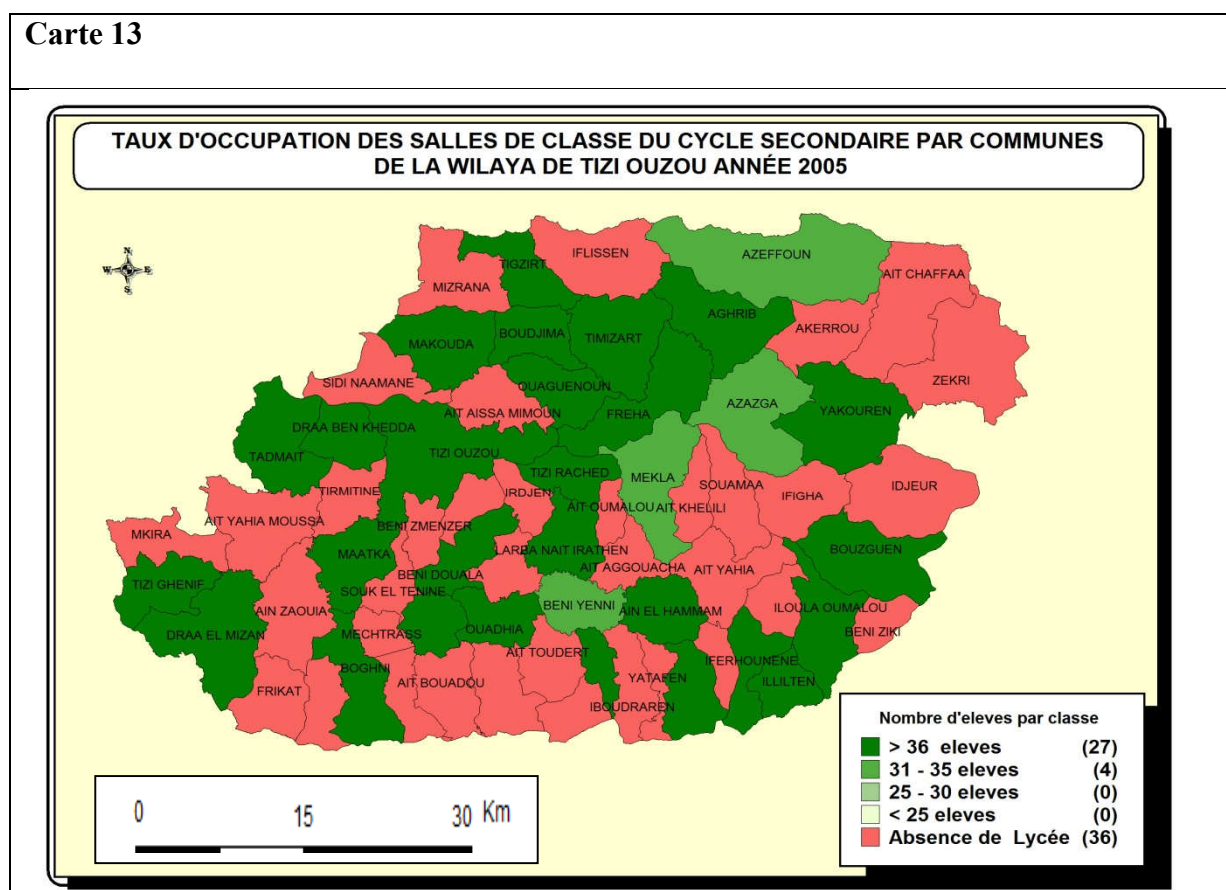 Carte 13
TAUX D'OCCUPATION DES SALLES DE CLASSE DU CYCLE SECONDAIRE PAR COMMUNES
DE LA WILAYA DE TIZI OUZOU ANNÉE 2005
N
W E
S
IFLISSEN
AZEFFOUN
TIGZIRT
AIT CHAFFAA
MIZRANA
AGHRIB
AKERROU
BOUDJIMA
TIMIZART
MAKOUDA
ZEKRI
SIDI NAAMANE
OUAGUENOUN
AZAZGA
YAKOUREN
AIT AISSA MIMOUN
FREHA
DRAA BEN KHEDDA
TADMAIT
TIZI OUZOU
TIZI RACHED
MEKLA
SOUAMAA
IDJEUR
TIRMITINE
IRDJEN
IFIGHA
AIT OUMALOU
AIT KHELILI
AIT YAHIA MOUSSA
BENI ZMENZER
MKIRA
MAATKA
LARBA NAIT IRATHEN
BOUZGUEN
AIT AGGOUACHA
AIT YAHIA
BENI DOUALA
TIZI GHENIF
SOUK EL TENINE
BENI YENNI
AIN EL HAMMAM
ILOULA OUMALOU
AIN ZAOUIA
DRAA EL MIZAN
MECHTRASS
OUADHIA
BENI ZIKI
AIT TOUDERT
IFERHOUNENE
BOGHNI
YATAFEN
ILLILTEN
AIT BOUADOU
FRIKAT
IBOUDRAREN
Nombre d'eleves par classe
> 36 eleves (27)
31 - 35 eleves (4)
25 - 30 eleves (0)
< 25 eleves (0)
Absence de Lycée (36)
0 15 30 Km